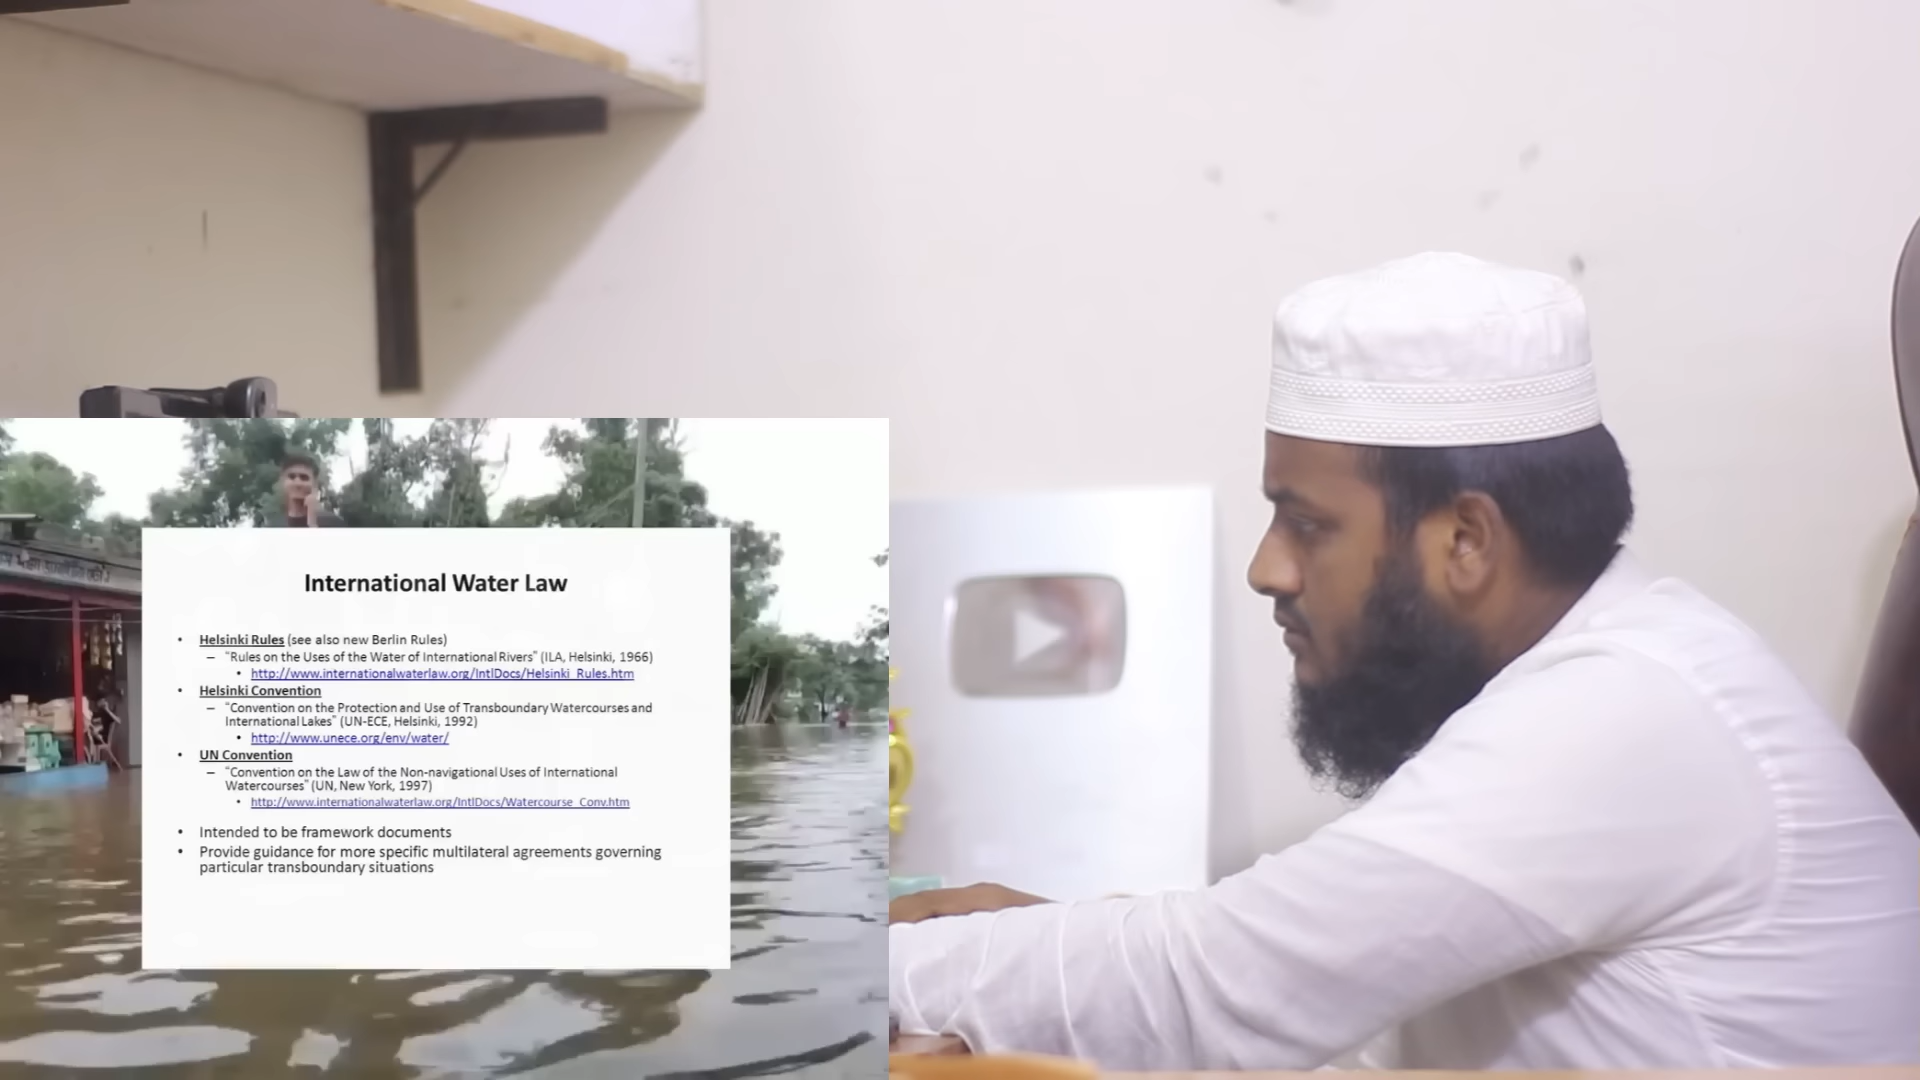 International Water Law
• Helsinki Rules (see also new Berlin Rules)
– "Rules on the Uses of the Water of International Rivers" (ILA, Helsinki, 1966)
• http://www.internationalwaterlaw.org/IntlDocs/Helsinki_Rules.htm
• Helsinki Convention
– "Convention on the Protection and Use of Transboundary Watercourses and
International Lakes" (UN-ECE, Helsinki, 1992)
• http://www.unece.org/env/water/
• UN Convention
– "Convention on the Law of the Non-navigational Uses of International
Watercourses" (UN, New York, 1997)
• http://www.internationalwaterlaw.org/IntlDocs/Watercourse_Conv.htm
• Intended to be framework documents
• Provide guidance for more specific multilateral agreements governing
particular transboundary situations